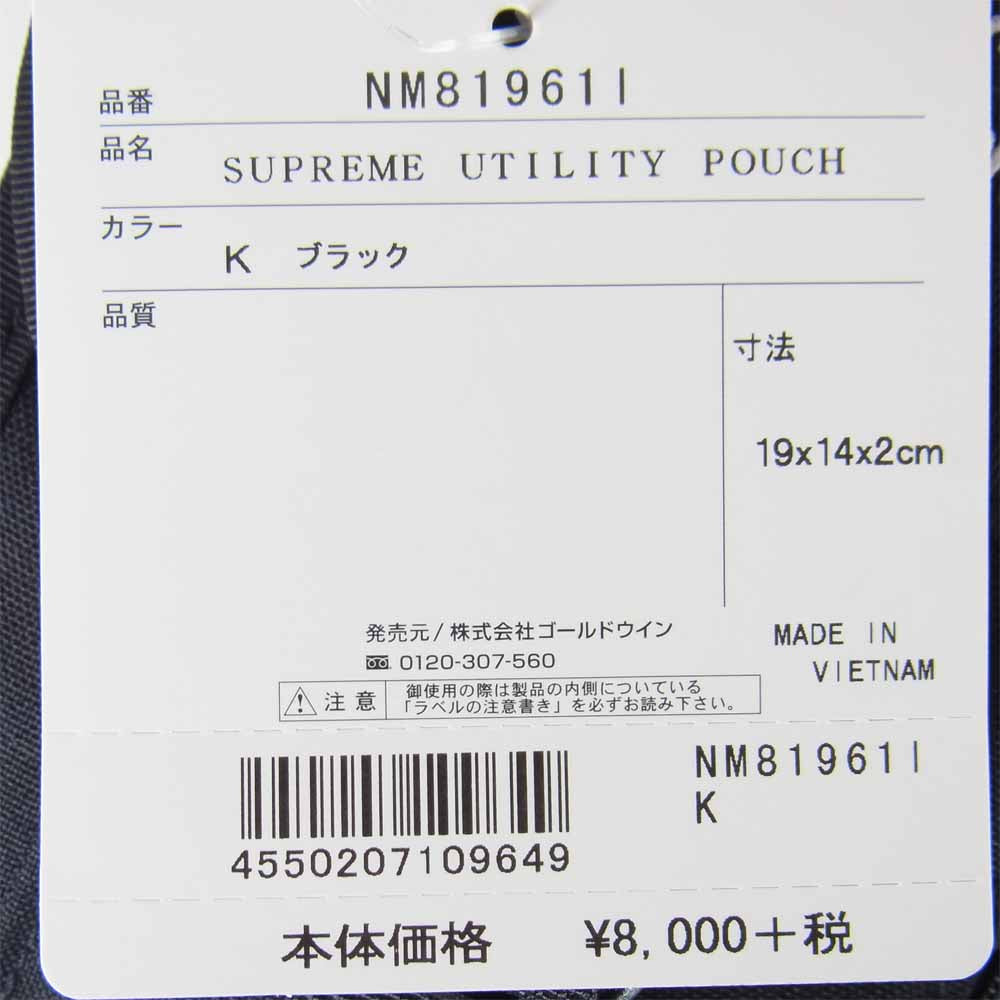 品番 NM81961I
品名 SUPREME UTILITY POUCH
カラー K ブラック
品質
寸法
19x14x2cm
発売元/株式会社ゴールドウイン
0120-307-560
MADE IN
VIETNAM
注意
御使用の際は製品の内側についている
「ラベルの注意書き」を必ずお読み下さい。
NM81961I
K
4550207109649
本体価格 ¥8,000+税